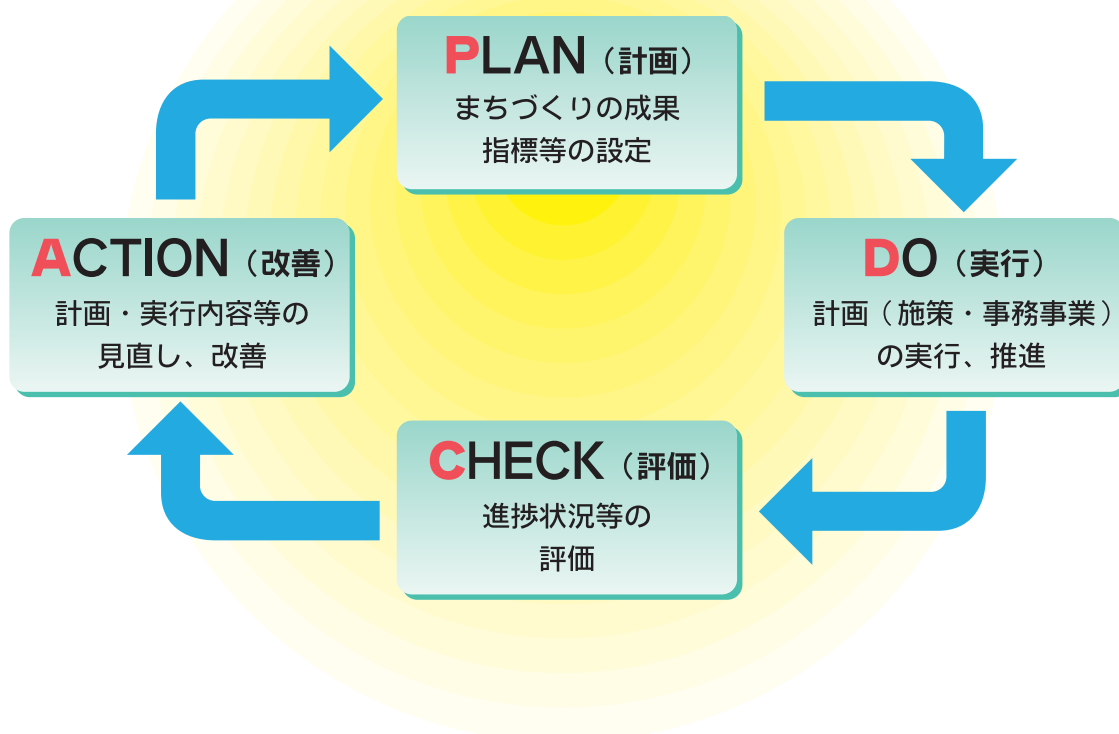 PLAN（計画）
まちづくりの成果
指標等の設定
ACTION（改善）
計画・実行内容等の
見直し、改善
DO（実行）
計画（施策・事務事業）
の実行、推進
CHECK（評価）
進捗状況等の
評価